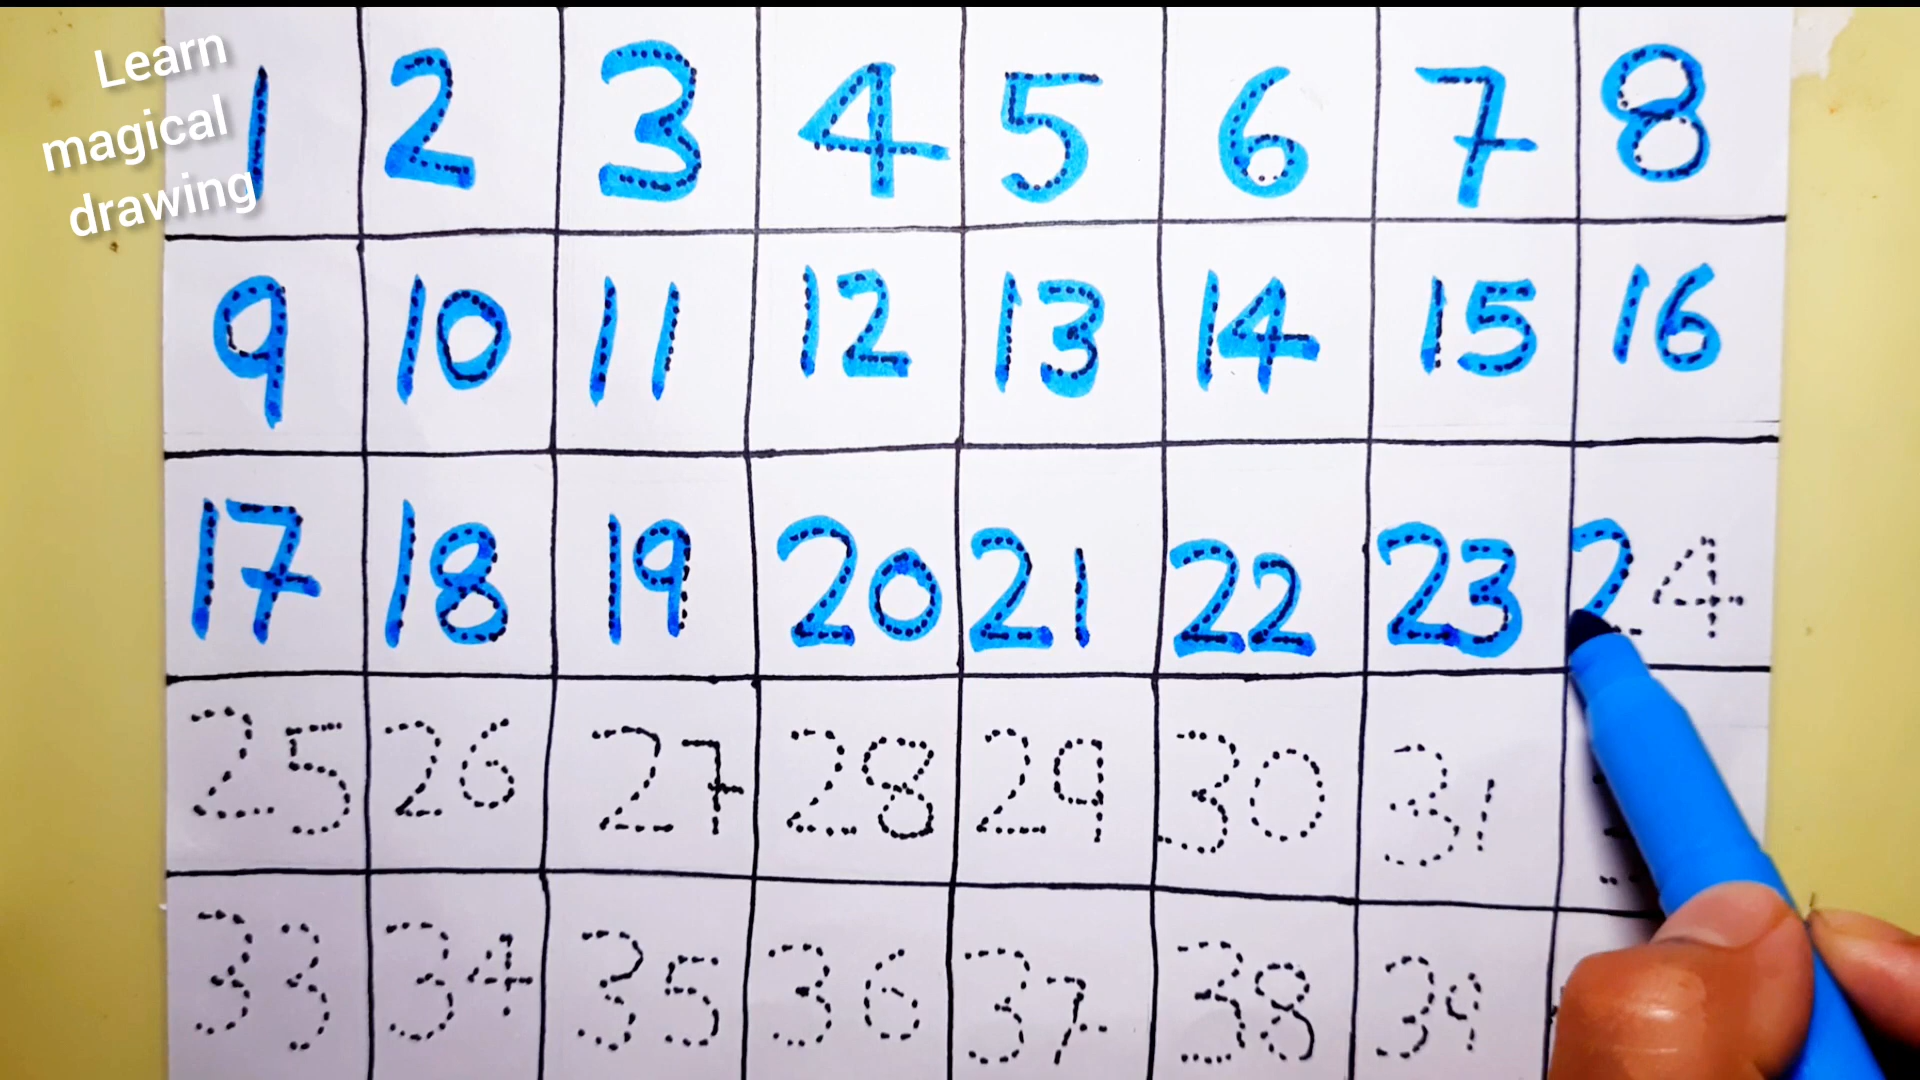 Learn
magical
drawing
1 2 3 4 5 6 7 8
9 10 11 12 13 14 15 16
17 18 19 20 21 22 23 24
25 26 27 28 29 30 31
33 34 35 36 37 38 39